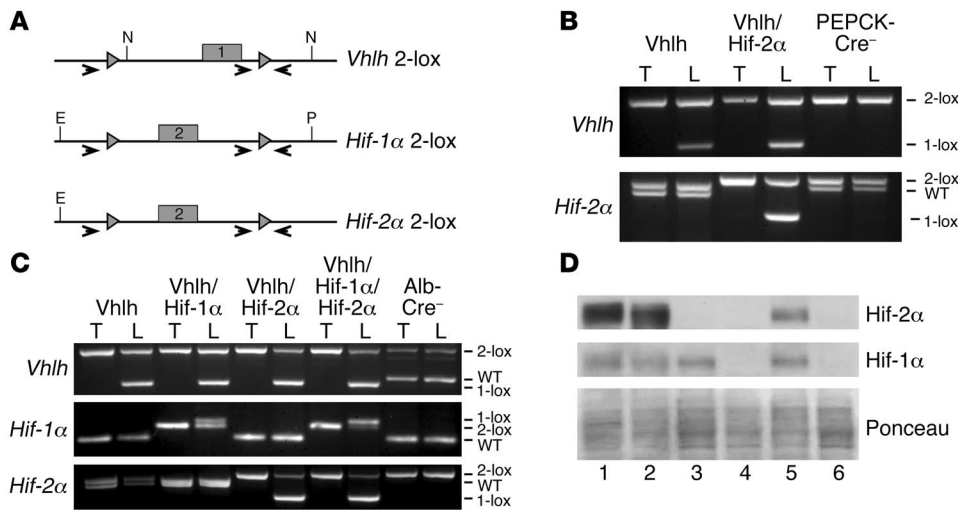 A
N
N
1
Vhlh 2-lox
E
P
2
Hif-1α 2-lox
E
2
Hif-2α 2-lox
B
Vhlh
Vhlh/
Hif-2α
PEPCK-
Cre⁻
T L T L T L
Vhlh
2-lox
1-lox
Hif-2α
2-lox
WT
1-lox
C
Vhlh
Vhlh/
Hif-1α
Vhlh/
Hif-2α
Vhlh/
Hif-1α/
Hif-2α
Alb-
Cre⁻
T L T L T L T L T L
Vhlh
2-lox
WT
1-lox
Hif-1α
1-lox
2-lox
WT
Hif-2α
2-lox
WT
1-lox
D
Hif-2α
Hif-1α
Ponceau
1 2 3 4 5 6